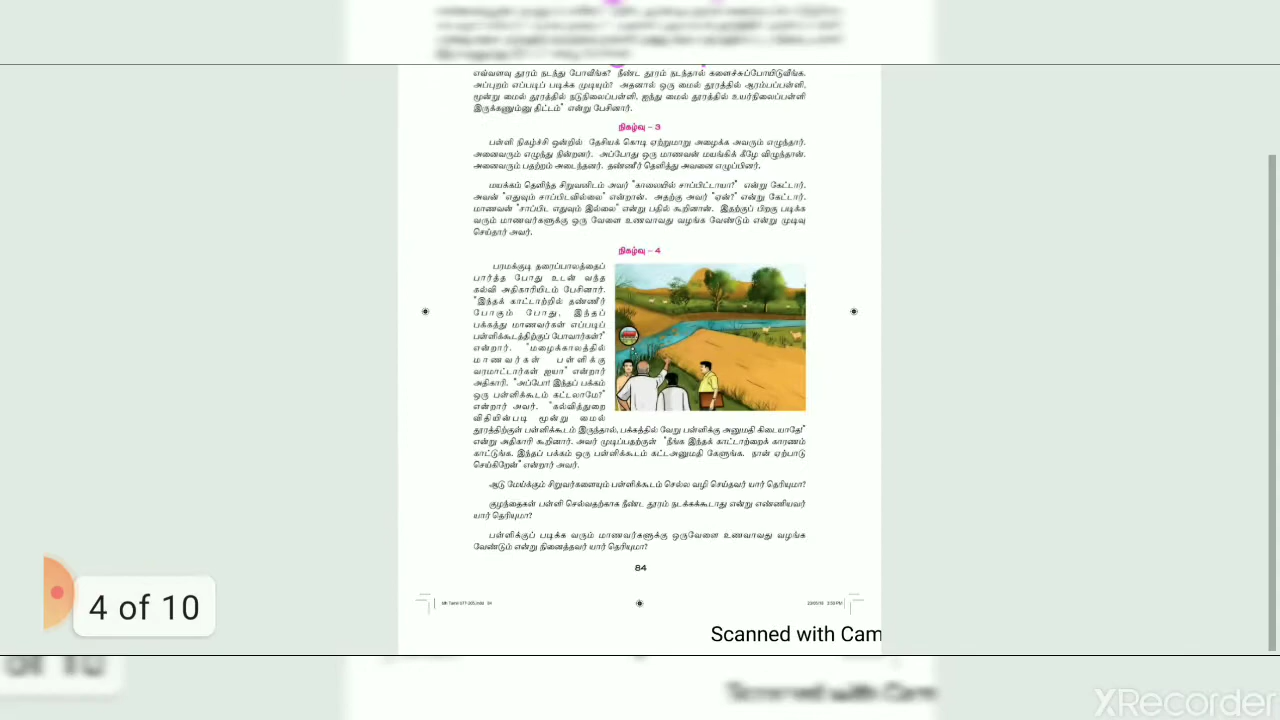 எவ்வளவு தூரம் நடந்து போவீங்க? நீண்ட தூரம் நடந்தால் களைச்சுப்போயிடுவீங்க.
அப்புறம் எப்படிப் படிக்க முடியும்? அதனால் ஒரு மைல் தூரத்தில் ஆரம்பப்பள்ளி,
மூன்று மைல் தூரத்தில் நடுநிலைப்பள்ளி, ஐந்து மைல் தூரத்தில் உயர்நிலைப்பள்ளி
இருக்கணும்னு திட்டம்" என்று பேசினார்.
நிகழ்வு – 3
பள்ளி நிகழ்ச்சி ஒன்றில் தேசியக் கொடி ஏற்றுமாறு அழைக்க அவரும் எழுந்தார்.
அனைவரும் எழுந்து நின்றனர். அப்போது ஒரு மாணவன் மயங்கிக் கீழே விழுந்தான்.
அனைவரும் பதற்றம் அடைந்தனர். தண்ணீர் தெளித்து அவனை எழுப்பினர்.
மயக்கம் தெளிந்த சிறுவனிடம் அவர் "காலையில் சாப்பிட்டாயா?" என்று கேட்டார்.
அவன் "எதுவும் சாப்பிடவில்லை" என்றான். அதற்கு அவர் "ஏன்?" என்று கேட்டார்.
மாணவன் "சாப்பிட எதுவும் இல்லை" என்று பதில் கூறினான். இதற்குப் பிறகு படிக்க
வரும் மாணவர்களுக்கு ஒரு வேளை உணவாவது வழங்க வேண்டும் என்று முடிவு
செய்தார் அவர்.
நிகழ்வு – 4
பரமக்குடி தரைப்பாலத்தைப்
பார்த்த போது உடன் வந்த
கல்வி அதிகாரியிடம் பேசினார்.
"இந்தக் காட்டாற்றில் தண்ணீர்
போகும் போது, இந்தப்
பக்கத்து மாணவர்கள் எப்படிப்
பள்ளிக்கூடத்திற்குப் போவார்கள்?"
என்றார். "மழைக்காலத்தில்
மாணவர்கள் பள்ளிக்கு
வரமாட்டார்கள் ஐயா" என்றார்
அதிகாரி. "அப்போ! இந்தப் பக்கம்
ஒரு பள்ளிக்கூடம் கட்டலாமே?"
என்றார் அவர். "கல்வித்துறை
விதியின்படி மூன்று மைல்
தூரத்திற்குள் பள்ளிக்கூடம் இருந்தால், பக்கத்தில் வேறு பள்ளிக்கு அனுமதி கிடையாதே!"
என்று அதிகாரி கூறினார். அவர் முடிப்பதற்குள் "நீங்க இந்தக் காட்டாற்றைக் காரணம்
காட்டுங்க. இந்தப் பக்கம் ஒரு பள்ளிக்கூடம் கட்டஅனுமதி கேளுங்க. நான் ஏற்பாடு
செய்கிறேன்" என்றார் அவர்.
ஆடு மேய்க்கும் சிறுவர்களையும் பள்ளிக்கூடம் செல்ல வழி செய்தவர் யார் தெரியுமா?
குழந்தைகள் பள்ளி செல்வதற்காக நீண்ட தூரம் நடக்கக்கூடாது என்று எண்ணியவர்
யார் தெரியுமா?
பள்ளிக்குப் படிக்க வரும் மாணவர்களுக்கு ஒருவேளை உணவாவது வழங்க
வேண்டும் என்று நினைத்தவர் யார் தெரியுமா?
84
4 of 10
Scanned with Cam
XRecorder